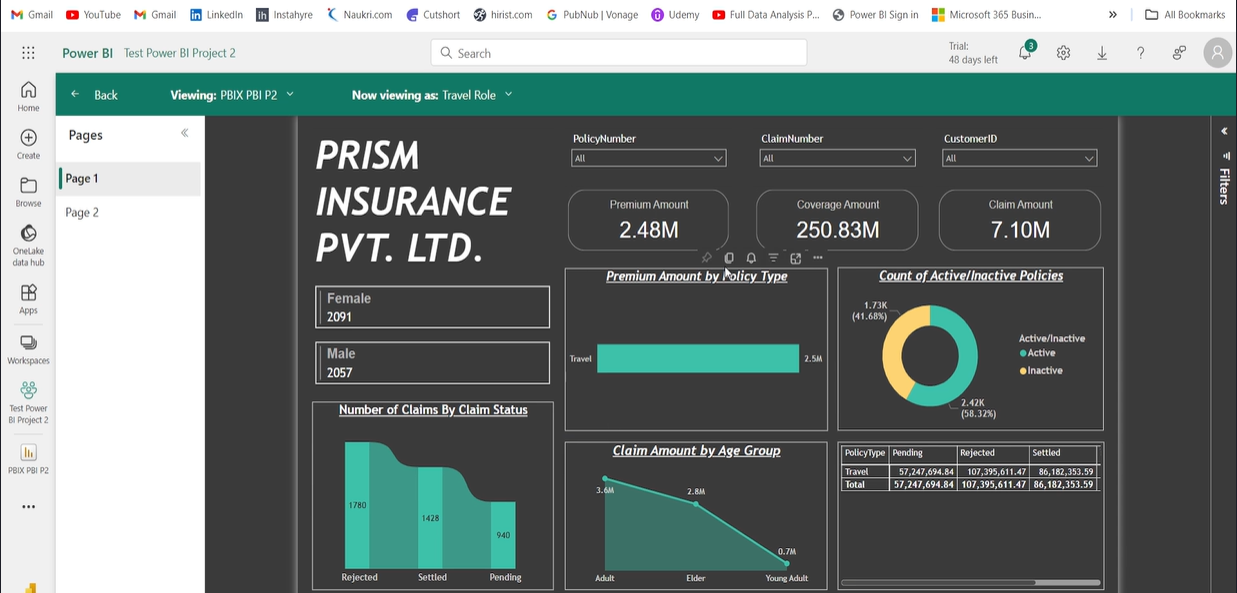 Gmail
YouTube
Gmail
LinkedIn
Instahyre
Naukri.com
Cutshort
hirist.com
PubNub | Vonage
Udemy
Full Data Analysis P...
Power BI Sign in
Microsoft 365 Busin...
»
All Bookmarks
Power BI Test Power BI Project 2
Search
Trial:
48 days left
3
Back
Viewing: PBIX PBI P2
Now viewing as: Travel Role
Home
Create
Browse
OneLake
data hub
Apps
Workspaces
Test Power
BI Project 2
PBIX PBI P2
Pages
Page 1
Page 2
PRISM
INSURANCE
PVT. LTD.
PolicyNumber
All
ClaimNumber
All
CustomerID
All
Premium Amount
2.48M
Coverage Amount
250.83M
Claim Amount
7.10M
Female
2091
Male
2057
Premium Amount by Policy Type
Travel
2.5M
Count of Active/Inactive Policies
1.73K
(41.68%)
2.42K
(58.32%)
Active/Inactive
Active
Inactive
Number of Claims By Claim Status
1780
1428
940
Rejected Settled Pending
Claim Amount by Age Group
3.6M
2.8M
0.7M
Adult Elder Young Adult
PolicyType Pending Rejected Settled
Travel 57,247,694.84 107,395,611.47 86,182,353.59
Total 57,247,694.84 107,395,611.47 86,182,353.59
Filters